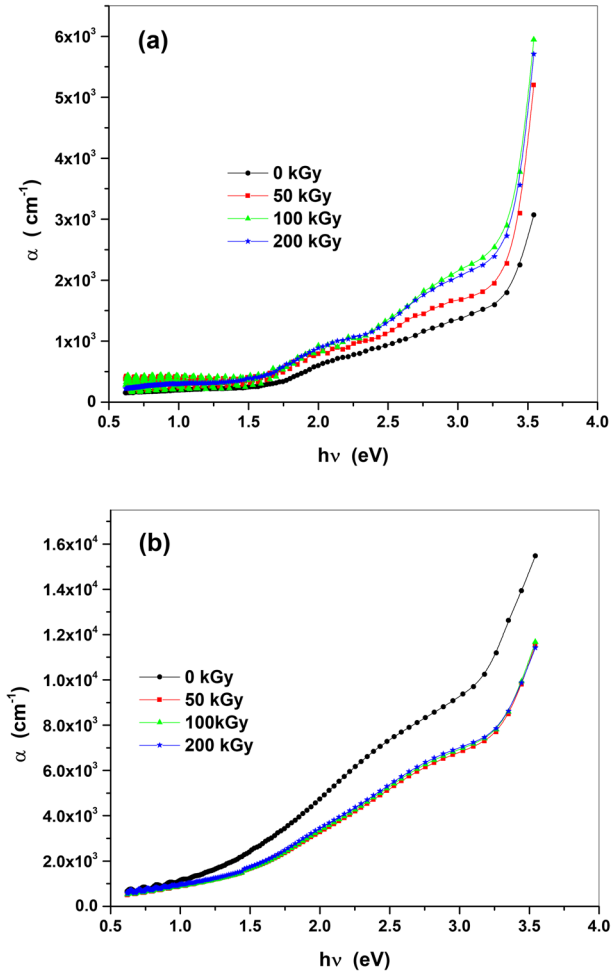 (a)
6x10³
5x10³
4x10³
3x10³
2x10³
1x10³
0
α ( cm⁻¹)
0 kGy
50 kGy
100 kGy
200 kGy
0.5 1.0 1.5 2.0 2.5 3.0 3.5 4.0
hν (eV)
(b)
1.6x10⁴
1.4x10⁴
1.2x10⁴
1.0x10⁴
8.0x10³
6.0x10³
4.0x10³
2.0x10³
0.0
α (cm⁻¹)
0 kGy
50 kGy
100kGy
200 kGy
0.5 1.0 1.5 2.0 2.5 3.0 3.5 4.0
hν (eV)